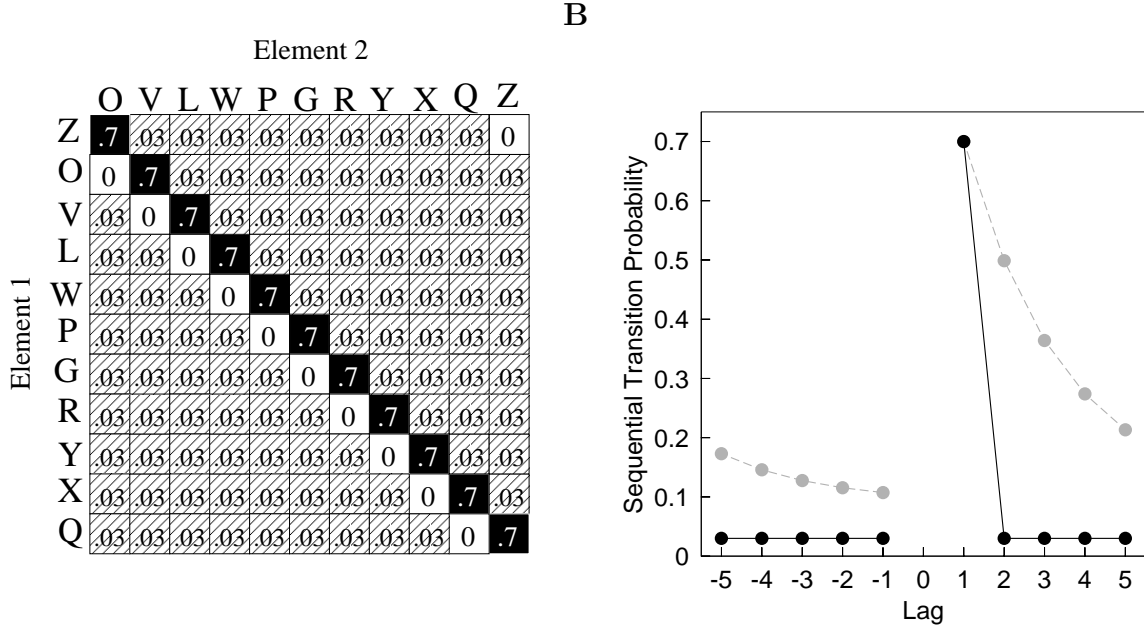 B
Element 2
O V L W P G R Y X Q Z
Element 1
Z .7 .03 .03 .03 .03 .03 .03 .03 .03 .03 0
O 0 .7 .03 .03 .03 .03 .03 .03 .03 .03 .03
V .03 0 .7 .03 .03 .03 .03 .03 .03 .03 .03
L .03 .03 0 .7 .03 .03 .03 .03 .03 .03 .03
W .03 .03 .03 0 .7 .03 .03 .03 .03 .03 .03
P .03 .03 .03 .03 0 .7 .03 .03 .03 .03 .03
G .03 .03 .03 .03 .03 0 .7 .03 .03 .03 .03
R .03 .03 .03 .03 .03 .03 0 .7 .03 .03 .03
Y .03 .03 .03 .03 .03 .03 .03 0 .7 .03 .03
X .03 .03 .03 .03 .03 .03 .03 .03 0 .7 .03
Q .03 .03 .03 .03 .03 .03 .03 .03 .03 0 .7
Sequential Transition Probability
0.7
0.6
0.5
0.4
0.3
0.2
0.1
0
-5 -4 -3 -2 -1 0 1 2 3 4 5
Lag